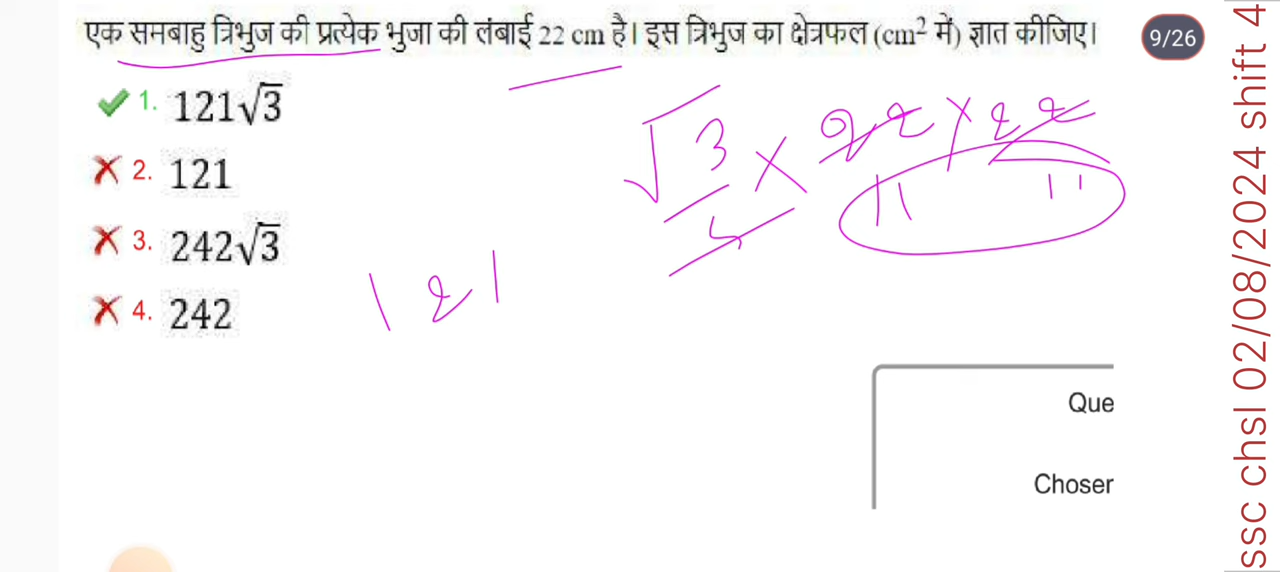 एक समबाहु त्रिभुज की प्रत्येक भुजा की लंबाई 22 cm है। इस त्रिभुज का क्षेत्रफल (cm² में) ज्ञात कीजिए।
9/26
1. 121√3
2. 121
3. 242√3
4. 242
√3/4 × 22 × 22
11 11
121
Que
Choser
ssc chsl 02/08/2024 shift 4